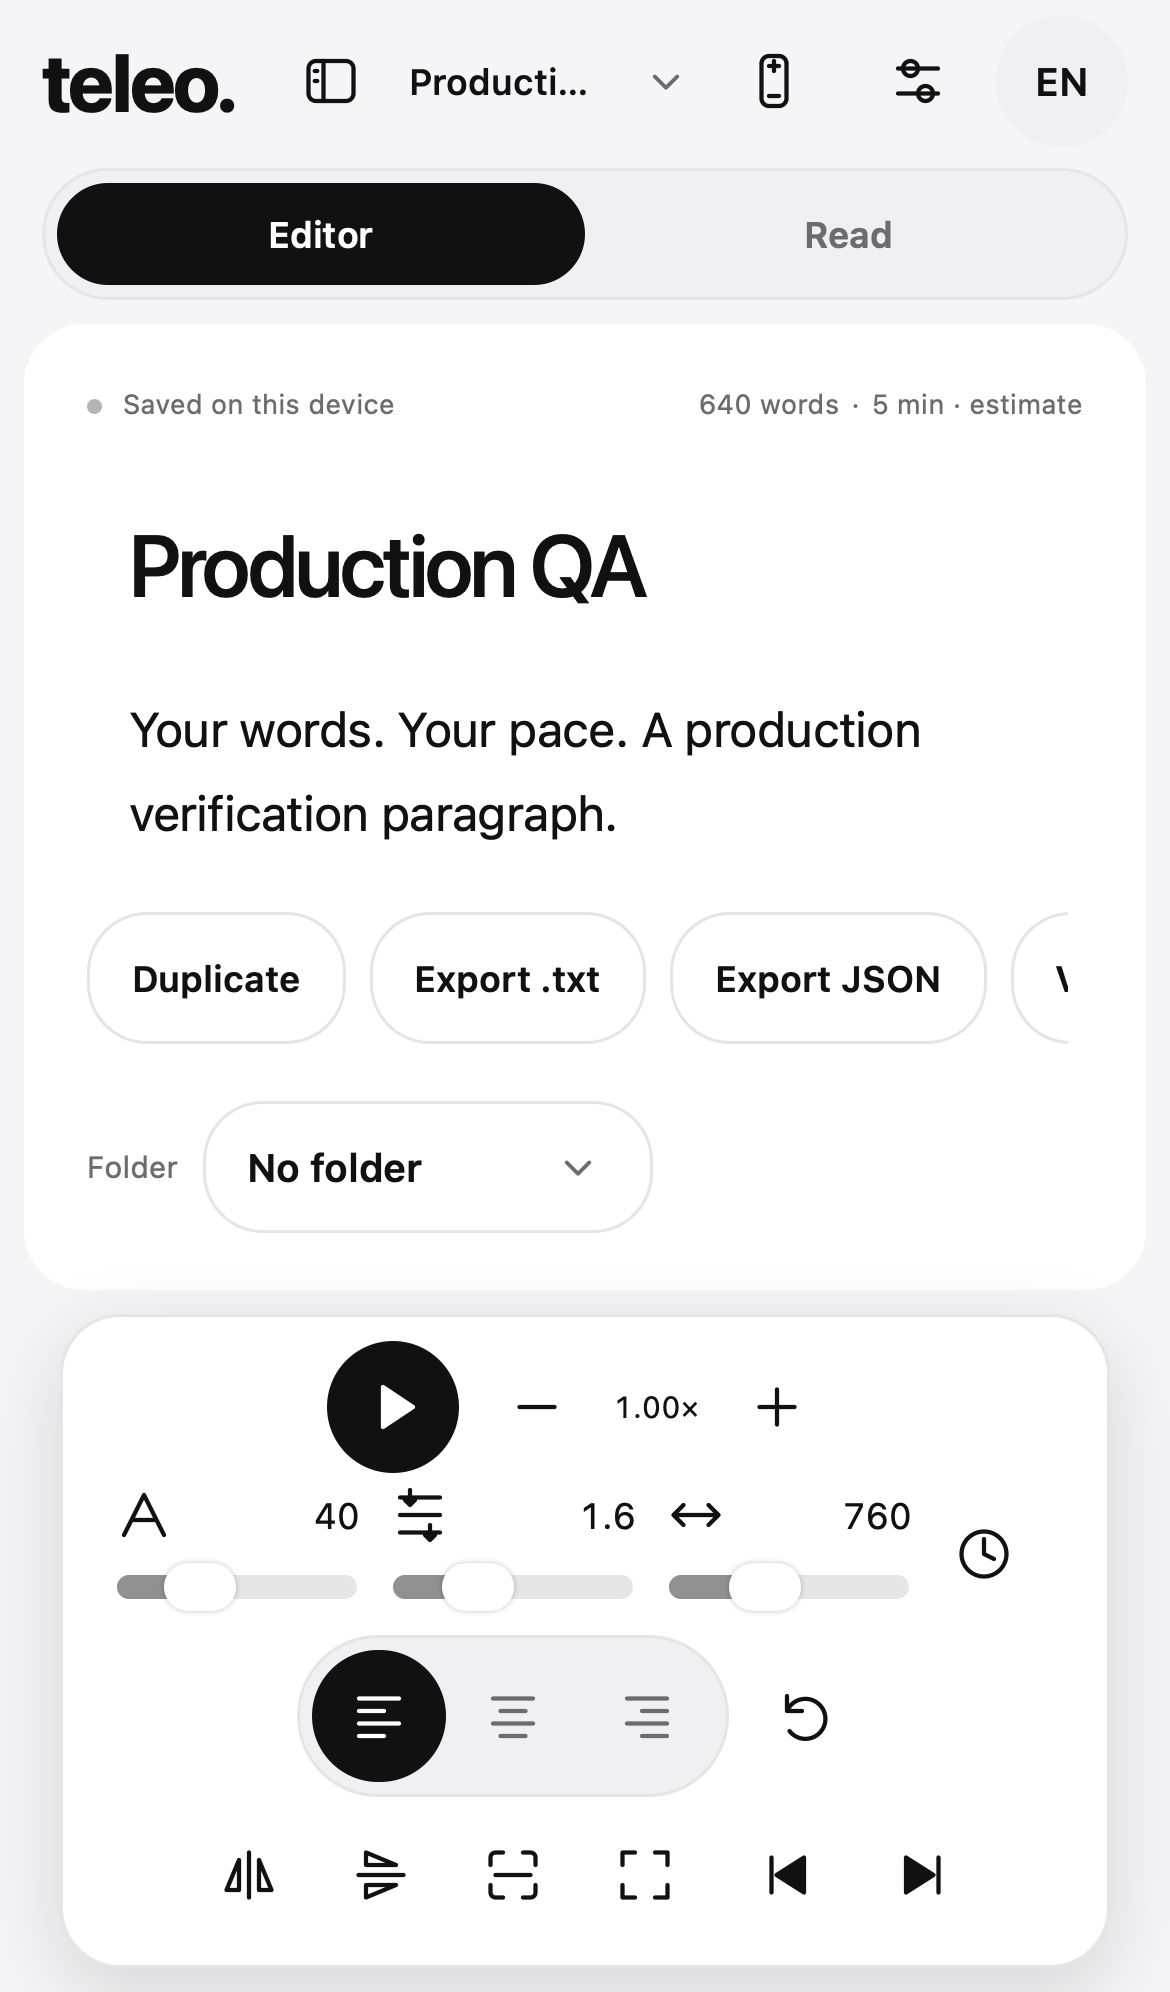 teleo.
Producti...
EN
Editor
Read
Saved on this device
640 words · 5 min · estimate
Production QA
Your words. Your pace. A production
verification paragraph.
Duplicate
Export .txt
Export JSON
Folder
No folder
1.00×
40
1.6
760